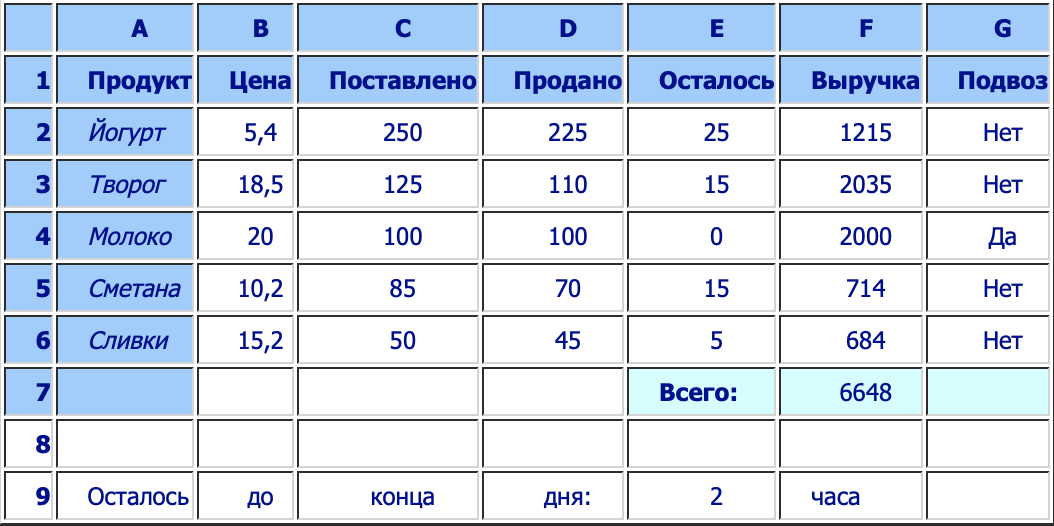 A B C D E F G
1 Продукт Цена Поставлено Продано Осталось Выручка Подвоз
2 Йогурт 5,4 250 225 25 1215 Нет
3 Творог 18,5 125 110 15 2035 Нет
4 Молоко 20 100 100 0 2000 Да
5 Сметана 10,2 85 70 15 714 Нет
6 Сливки 15,2 50 45 5 684 Нет
7 Всего: 6648
8
9 Осталось до конца дня: 2 часа